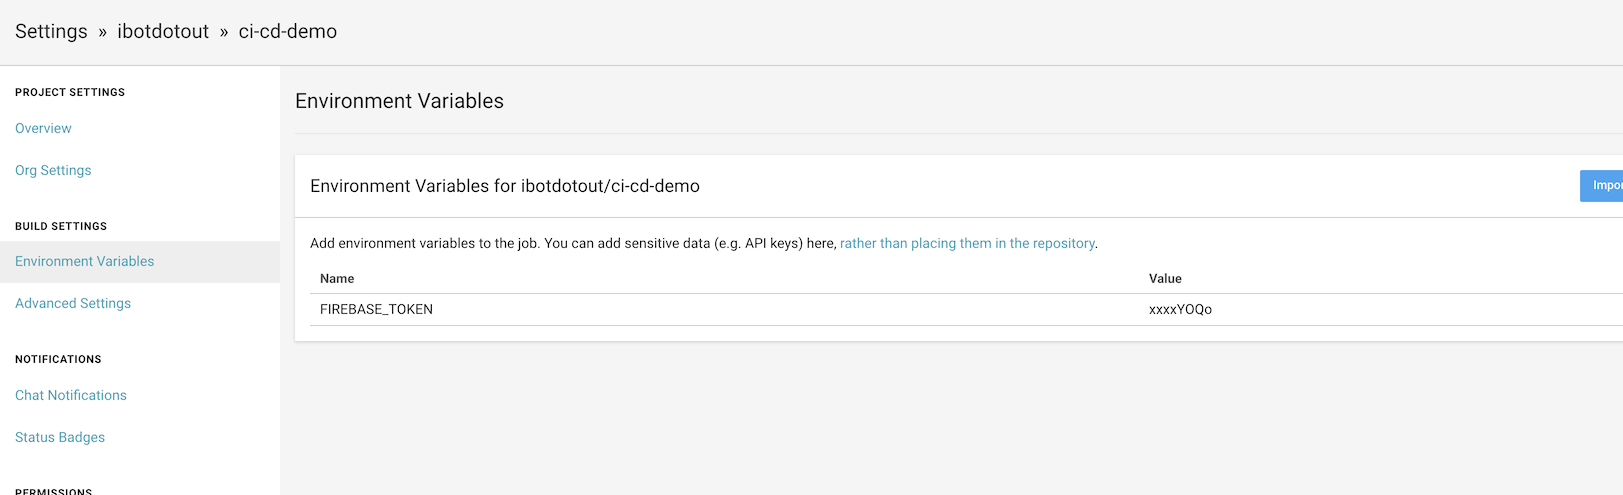 Settings » ibotdotout » ci-cd-demo
PROJECT SETTINGS
Overview
Org Settings
BUILD SETTINGS
Environment Variables
Advanced Settings
NOTIFICATIONS
Chat Notifications
Status Badges
PERMISSIONS
Environment Variables
Environment Variables for ibotdotout/ci-cd-demo
Impor
Add environment variables to the job. You can add sensitive data (e.g. API keys) here, rather than placing them in the repository.
Name Value
FIREBASE_TOKEN xxxxYOQo